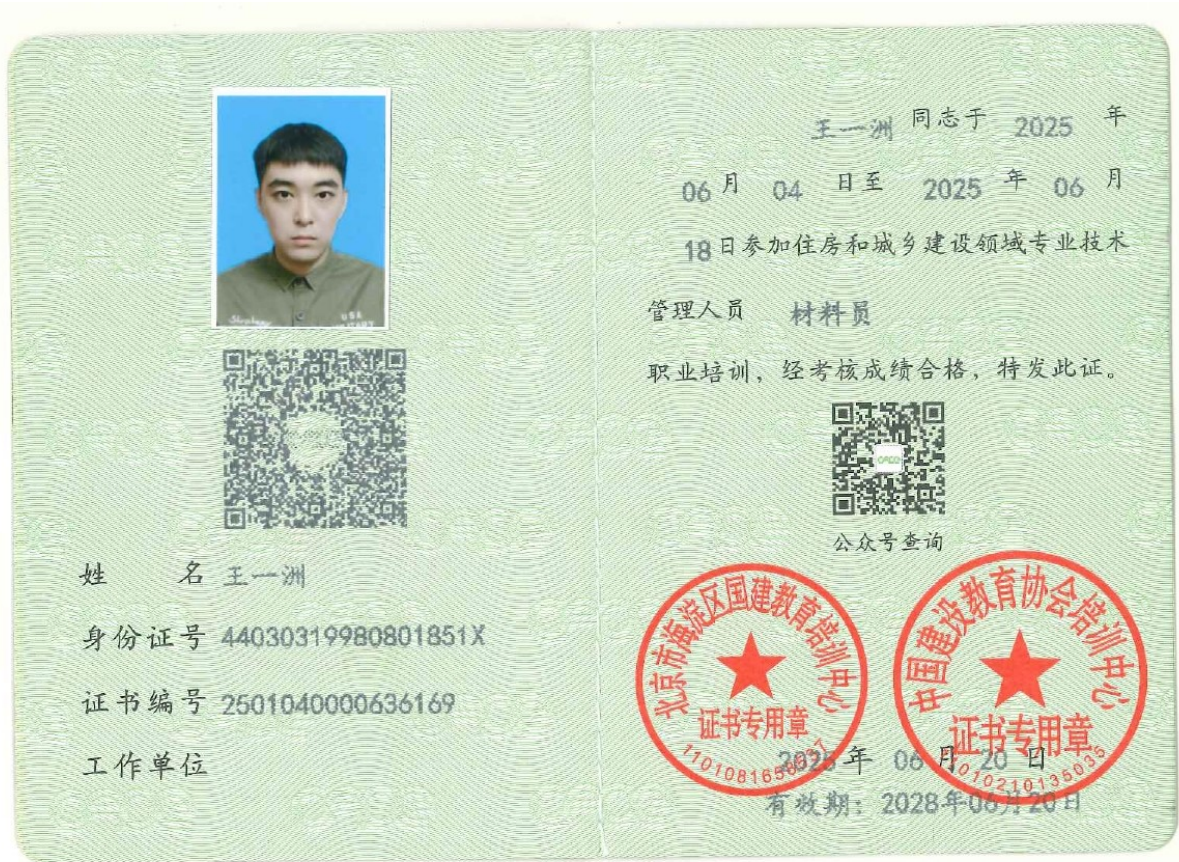 姓 名 王一洲
身份证号 44030319980801851X
证书编号 2501040000636169
工作单位
王一洲 同志于 2025 年
06 月 04 日至 2025 年 06 月
18 日参加住房和城乡建设领域专业技术
管理人员 材料员
职业培训，经考核成绩合格，特发此证。
公众号查询
北京市海淀区国建教育培训中心
证书专用章
中国建设教育协会培训中心
证书专用章
11010210135035
2025 年 06 月 20 日
有效期：2028年06月20日
USA